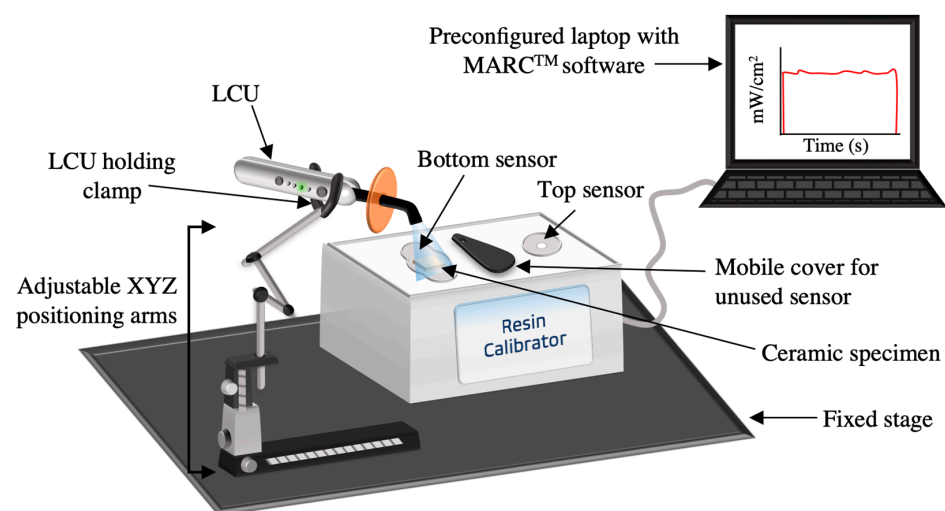 Preconfigured laptop with
MARC™ software
mW/cm²
Time (s)
LCU
LCU holding
clamp
Bottom sensor
Top sensor
Adjustable XYZ
positioning arms
Mobile cover for
unused sensor
Resin
Calibrator
Ceramic specimen
Fixed stage